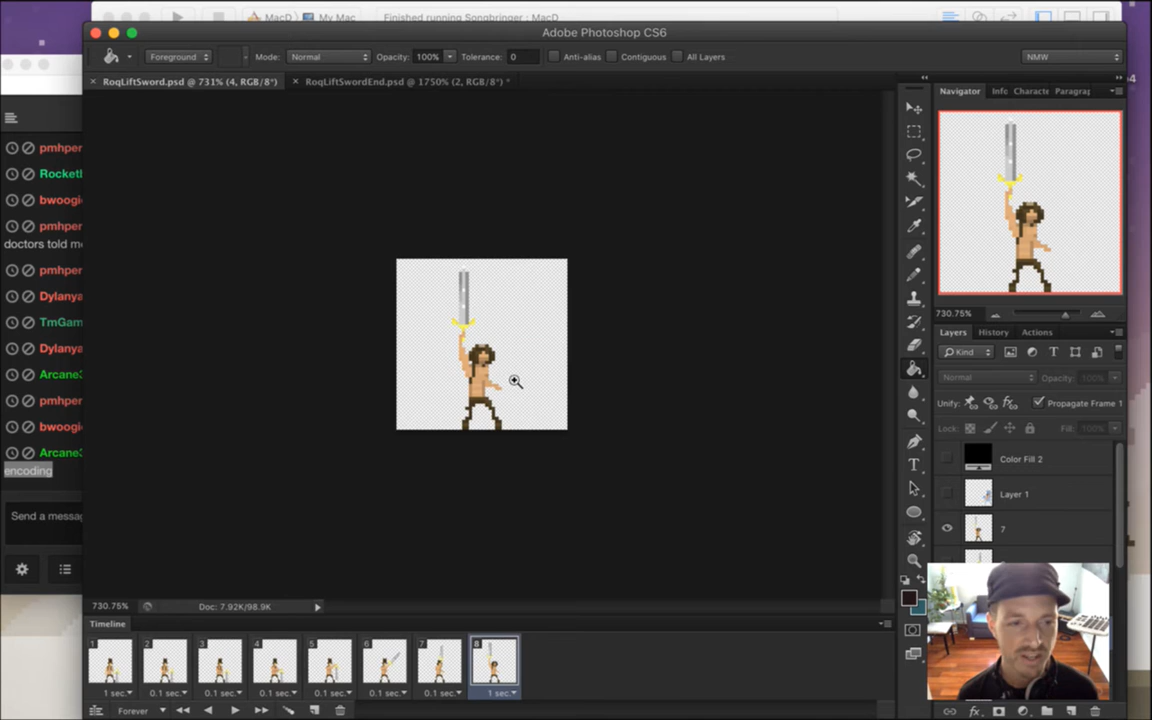 MacD 〉 My Mac
Finished running Songbringer : MacD
Adobe Photoshop CS6
Foreground
Mode: Normal
Opacity: 100%
Tolerance: 0
Anti-alias
Contiguous
All Layers
NMW
RoqLiftSword.psd @ 731% (4, RGB/8*)
RoqLiftSwordEnd.psd @ 1750% (2, RGB/8*) *
Navigator
Info
Characte
Paragrap
pmhper
Rocket
bwoogi
pmhper
doctors told m
pmhper
Dylanya
TmGam
Dylanya
Arcane
pmhper
bwoogi
Arcane
encoding
Send a messag
730.75%
Layers
History
Actions
Kind
Normal
Opacity: 100%
Unify:
Propagate Frame 1
Lock:
Fill: 100%
Color Fill 2
Layer 1
7
730.75%
Doc: 7.92K/98.9K
Timeline
1 2 3 4 5 6 7 8
1 sec. 0.1 sec. 0.1 sec. 0.1 sec. 0.1 sec. 0.1 sec. 0.1 sec. 1 sec.
Forever